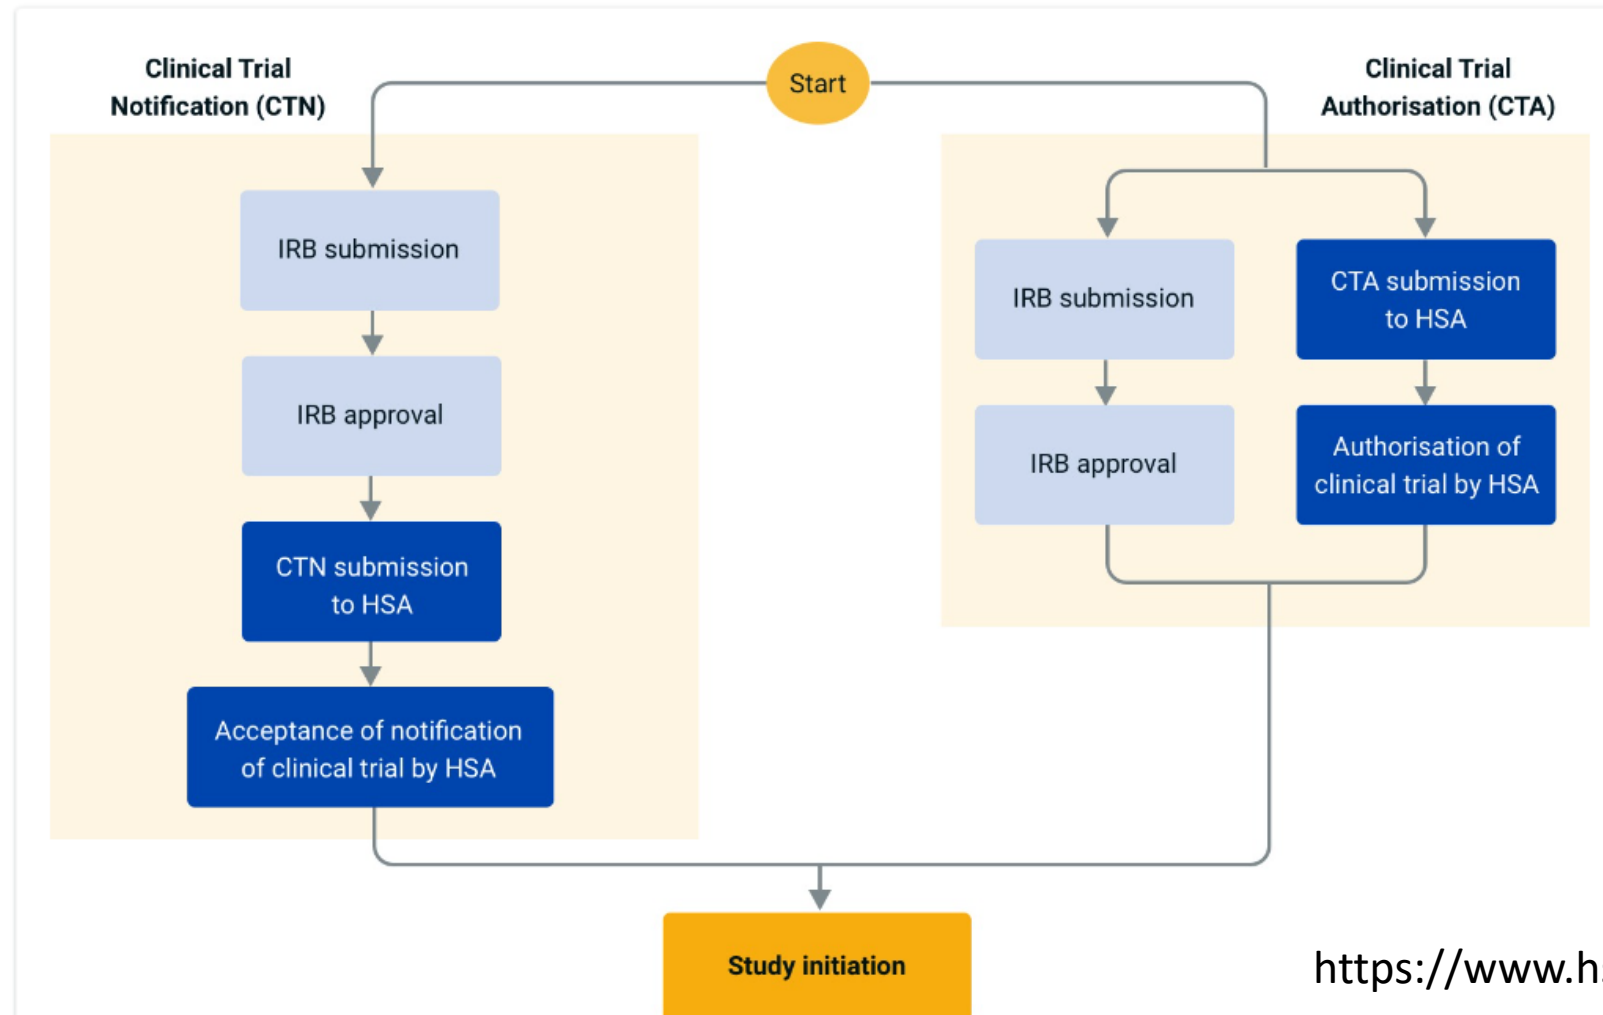 Clinical Trial
Notification (CTN)
Start
Clinical Trial
Authorisation (CTA)
IRB submission
IRB approval
CTN submission
to HSA
Acceptance of notification
of clinical trial by HSA
IRB submission
IRB approval
CTA submission
to HSA
Authorisation of
clinical trial by HSA
Study initiation